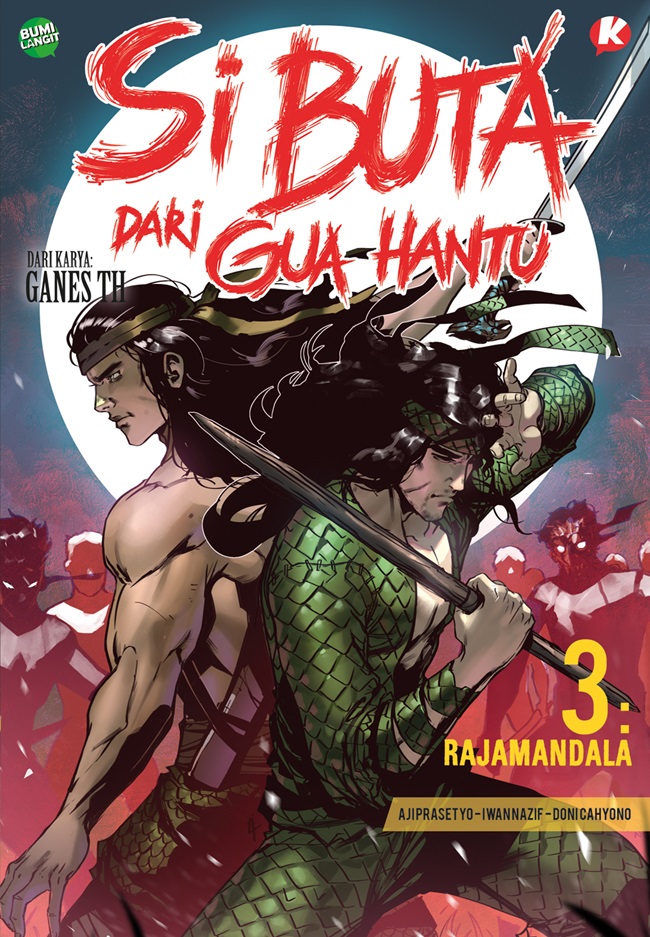 BUMI
LANGIT
K
SI BUTA
DARI GUA HANTU
DARI KARYA:
GANES TH
3:
RAJAMANDALA
AJIPRASETYO - IWANNAZIF - DONICAHYONO